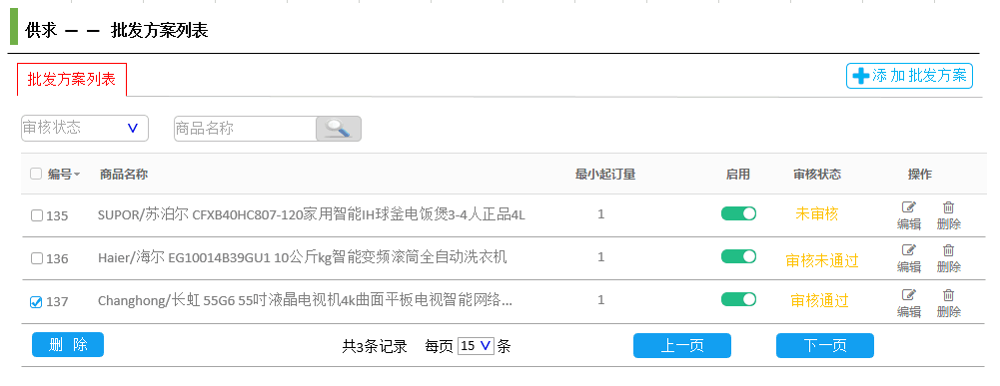 供求 — — 批发方案列表
批发方案列表 添加批发方案
审核状态 商品名称
编号 商品名称 最小起订量 启用 审核状态 操作
135 SUPOR/苏泊尔 CFXB40HC807-120家用智能IH球釜电饭煲3-4人正品4L 1 未审核 编辑 删除
136 Haier/海尔 EG10014B39GU1 10公斤kg智能变频滚筒全自动洗衣机 1 审核未通过 编辑 删除
137 Changhong/长虹 55G6 55吋液晶电视机4k曲面平板电视智能网络... 1 审核通过 编辑 删除
删 除 共3条记录 每页 15 条 上一页 下一页